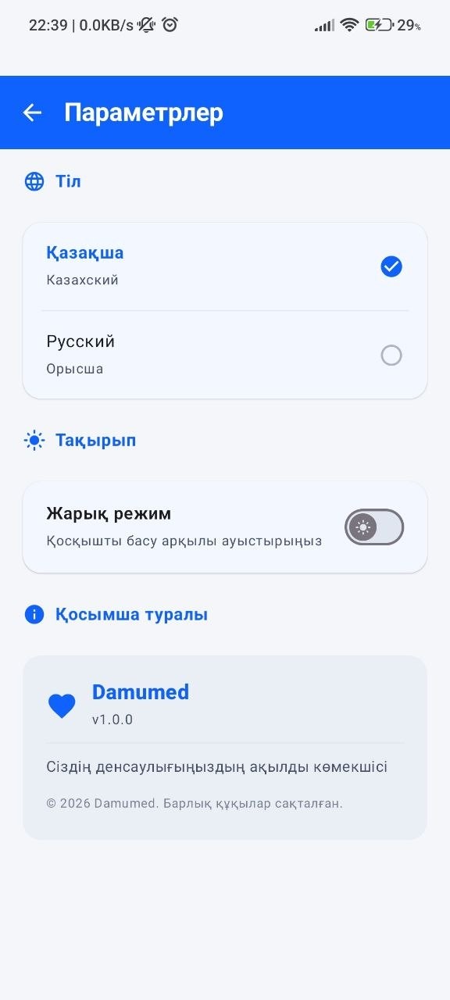 22:39 | 0.0KB/s 29%
Параметрлер
Тіл
Қазақша
Казахский
Русский
Орысша
Тақырып
Жарық режим
Қосқышты басу арқылы ауыстырыңыз
Қосымша туралы
Damumed
v1.0.0
Сіздің денсаулығыңыздың ақылды көмекшісі
© 2026 Damumed. Барлық құқылар сақталған.